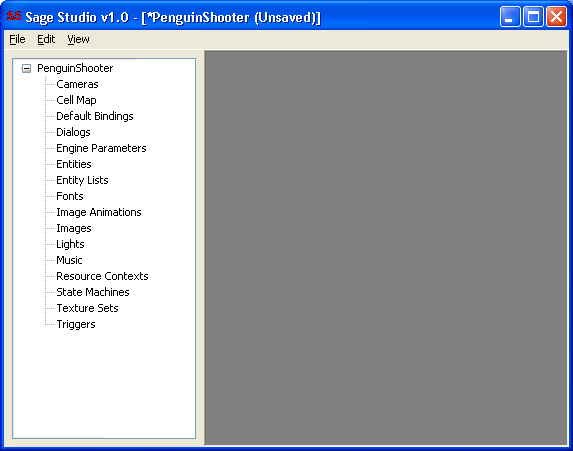 SS Sage Studio v1.0 - [*PenguinShooter (Unsaved)]
File Edit View
PenguinShooter
Cameras
Cell Map
Default Bindings
Dialogs
Engine Parameters
Entities
Entity Lists
Fonts
Image Animations
Images
Lights
Music
Resource Contexts
State Machines
Texture Sets
Triggers